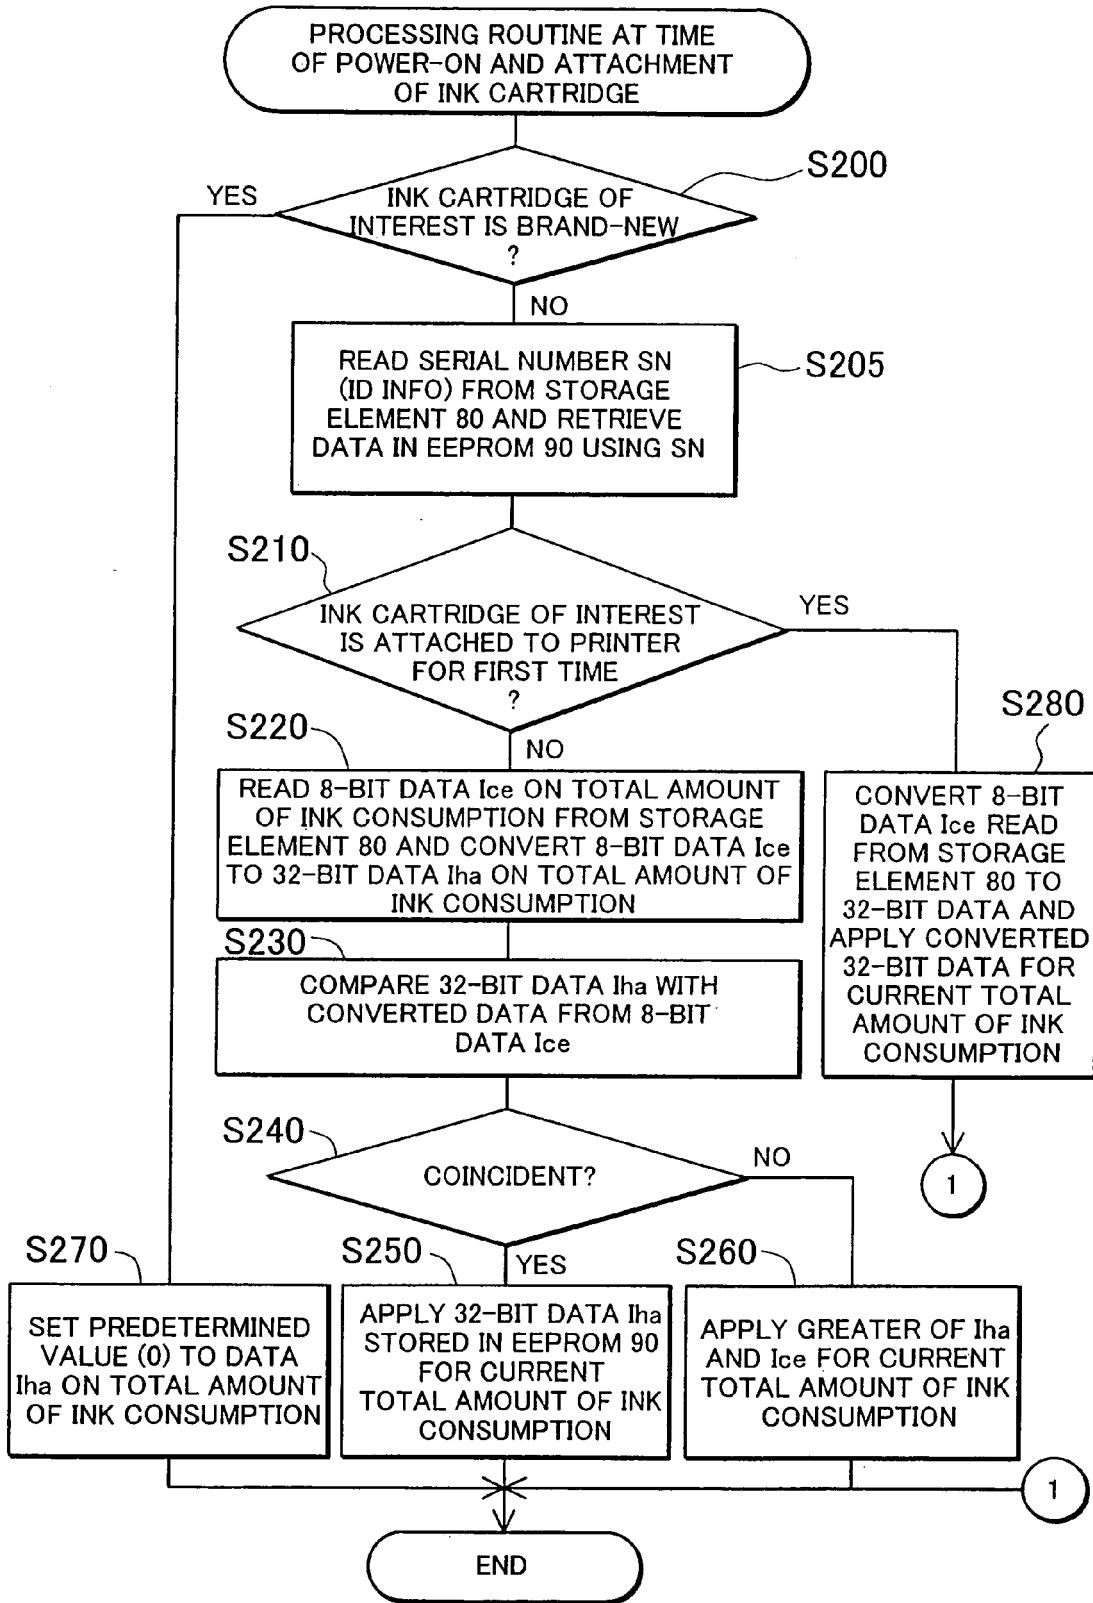 PROCESSING ROUTINE AT TIME
OF POWER-ON AND ATTACHMENT
OF INK CARTRIDGE
S200
YES
INK CARTRIDGE OF
INTEREST IS BRAND-NEW
?
NO
S205
READ SERIAL NUMBER SN
(ID INFO) FROM STORAGE
ELEMENT 80 AND RETRIEVE
DATA IN EEPROM 90 USING SN
S210
YES
INK CARTRIDGE OF INTEREST
IS ATTACHED TO PRINTER
FOR FIRST TIME
?
NO
S220
READ 8-BIT DATA Ice ON TOTAL AMOUNT
OF INK CONSUMPTION FROM STORAGE
ELEMENT 80 AND CONVERT 8-BIT DATA Ice
TO 32-BIT DATA Iha ON TOTAL AMOUNT OF
INK CONSUMPTION
S280
CONVERT 8-BIT
DATA Ice READ
FROM STORAGE
ELEMENT 80 TO
32-BIT DATA AND
APPLY CONVERTED
32-BIT DATA FOR
CURRENT TOTAL
AMOUNT OF INK
CONSUMPTION
1
S230
COMPARE 32-BIT DATA Iha WITH
CONVERTED DATA FROM 8-BIT
DATA Ice
S240
COINCIDENT?
NO
YES
S270
SET PREDETERMINED
VALUE (0) TO DATA
Iha ON TOTAL AMOUNT
OF INK CONSUMPTION
S250
APPLY 32-BIT DATA Iha
STORED IN EEPROM 90
FOR CURRENT
TOTAL AMOUNT OF INK
CONSUMPTION
S260
APPLY GREATER OF Iha
AND Ice FOR CURRENT
TOTAL AMOUNT OF INK
CONSUMPTION
1
END